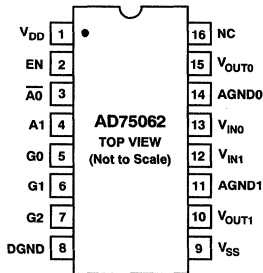 V_DD 1 16 NC
EN 2 15 V_OUT0
A̅0̅ 3 14 AGND0
A1 4 AD75062 13 V_IN0
TOP VIEW
G0 5 (Not to Scale) 12 V_IN1
G1 6 11 AGND1
G2 7 10 V_OUT1
DGND 8 9 V_SS